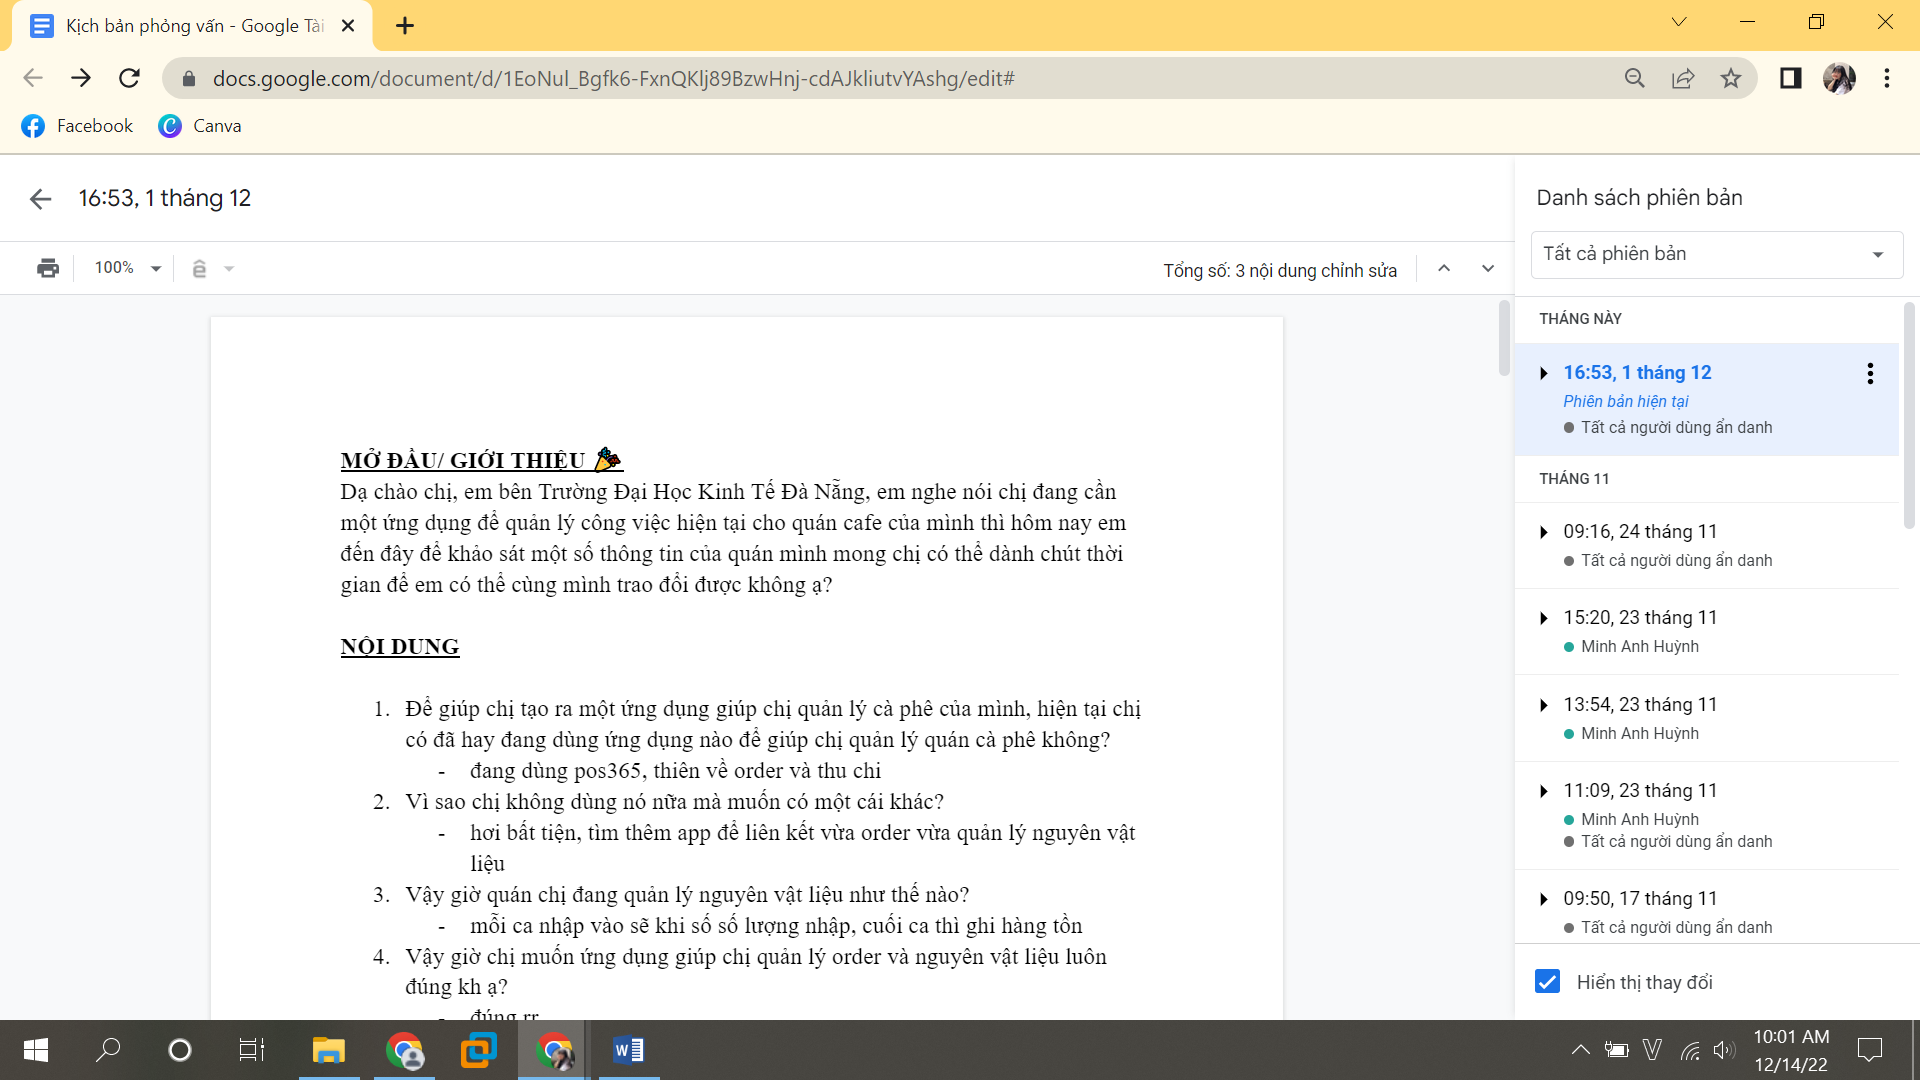 Kịch bản phỏng vấn - Google Tài
docs.google.com/document/d/1EoNul_Bgfk6-FxnQKlj89BzwHnj-cdAJkliutvYAshg/edit#
Facebook
Canva
16:53, 1 tháng 12
100%
Tổng số: 3 nội dung chỉnh sửa
MỞ ĐẦU/ GIỚI THIỆU 🎉
Dạ chào chị, em bên Trường Đại Học Kinh Tế Đà Nẵng, em nghe nói chị đang cần
một ứng dụng để quản lý công việc hiện tại cho quán cafe của mình thì hôm nay em
đến đây để khảo sát một số thông tin của quán mình mong chị có thể dành chút thời
gian để em có thể cùng mình trao đổi được không ạ?
NỘI DUNG
1. Để giúp chị tạo ra một ứng dụng giúp chị quản lý cà phê của mình, hiện tại chị
có đã hay đang dùng ứng dụng nào để giúp chị quản lý quán cà phê không?
- đang dùng pos365, thiên về order và thu chi
2. Vì sao chị không dùng nó nữa mà muốn có một cái khác?
- hơi bất tiện, tìm thêm app để liên kết vừa order vừa quản lý nguyên vật
liệu
3. Vậy giờ quán chị đang quản lý nguyên vật liệu như thế nào?
- mỗi ca nhập vào sẽ khi số số lượng nhập, cuối ca thì ghi hàng tồn
4. Vậy giờ chị muốn ứng dụng giúp chị quản lý order và nguyên vật liệu luôn
đúng kh ạ?
- đúng rr
Danh sách phiên bản
Tất cả phiên bản
THÁNG NÀY
16:53, 1 tháng 12
Phiên bản hiện tại
Tất cả người dùng ẩn danh
THÁNG 11
09:16, 24 tháng 11
Tất cả người dùng ẩn danh
15:20, 23 tháng 11
Minh Anh Huỳnh
13:54, 23 tháng 11
Minh Anh Huỳnh
11:09, 23 tháng 11
Minh Anh Huỳnh
Tất cả người dùng ẩn danh
09:50, 17 tháng 11
Tất cả người dùng ẩn danh
Hiển thị thay đổi
10:01 AM
12/14/22